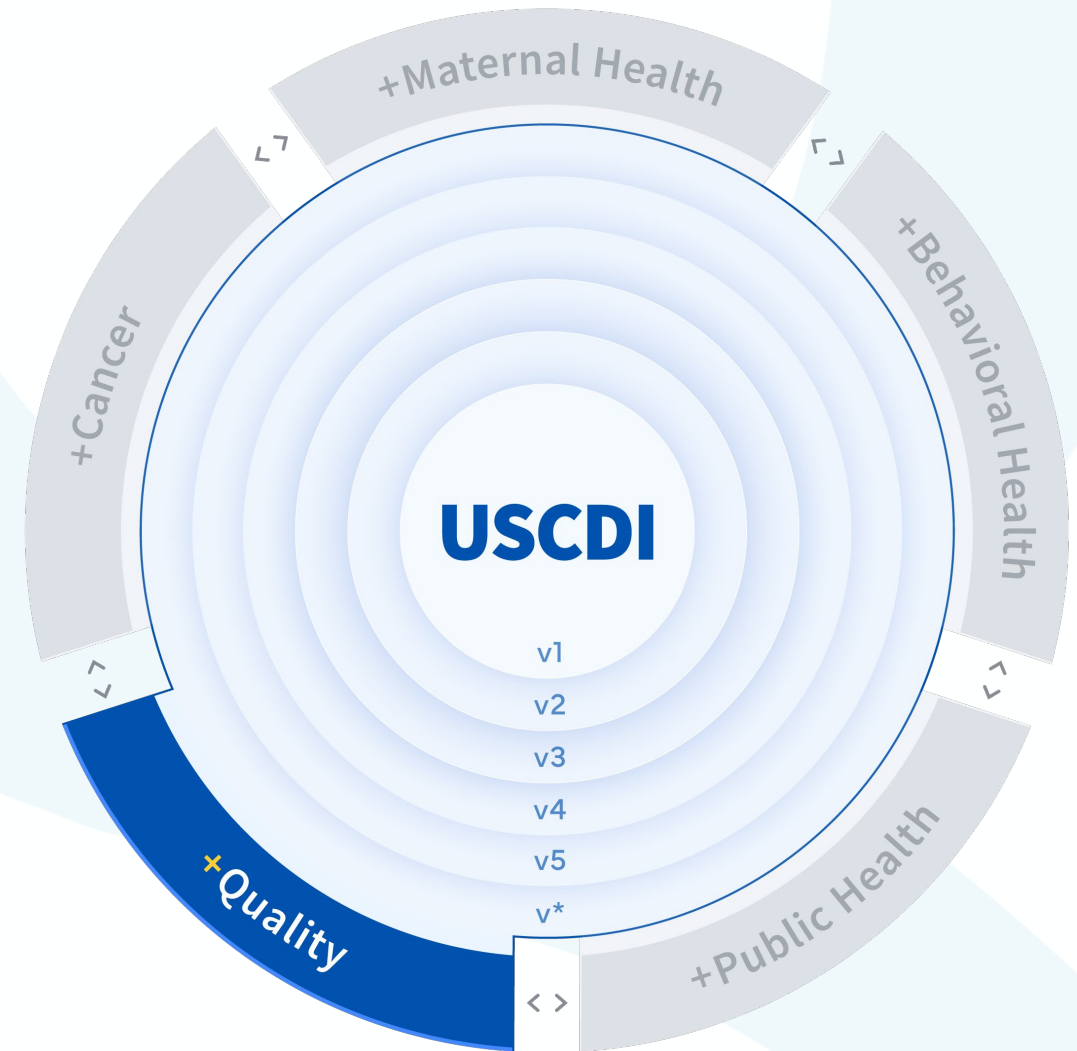 +Maternal Health
+Behavioral Health
+Cancer
USCDI
v1
v2
v3
v4
v5
v*
+Quality
+Public Health
< >
< >
< >
< >
< >